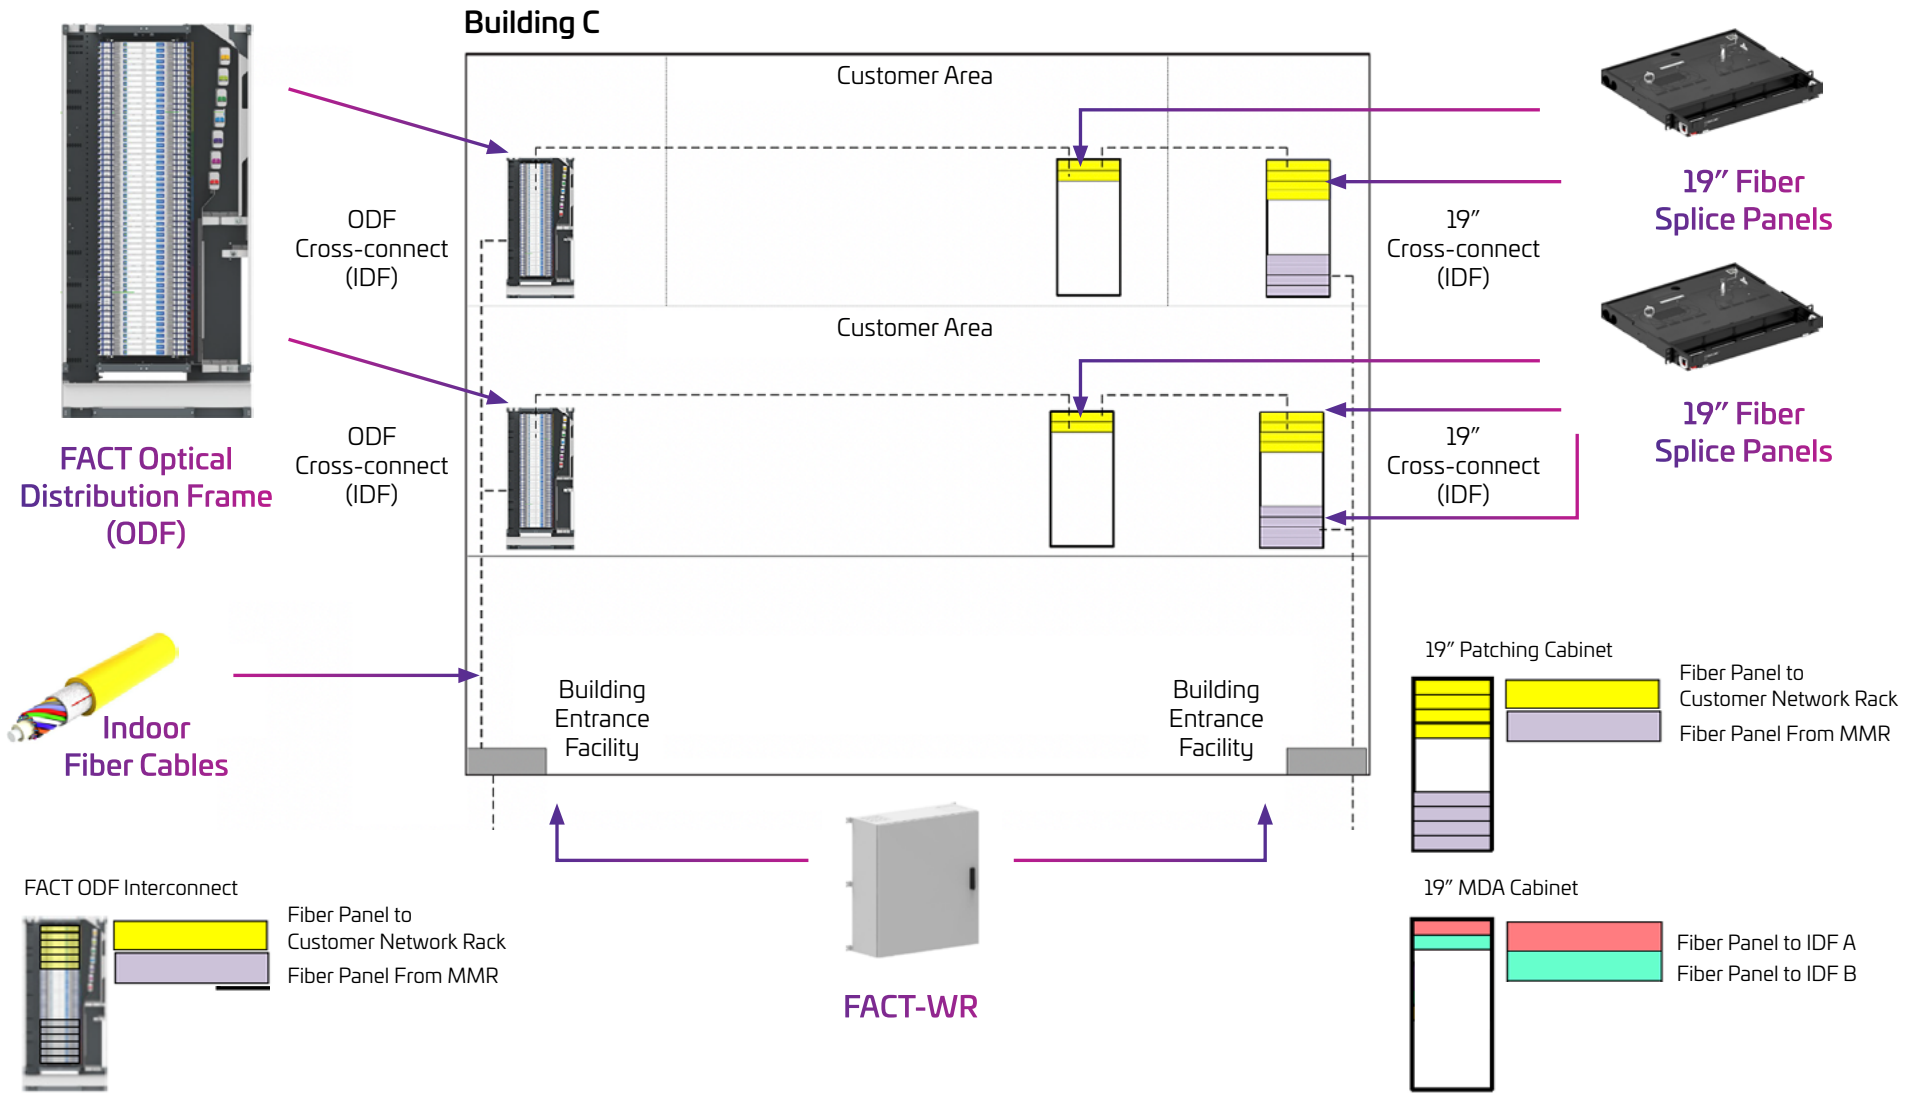 Building C
Customer Area
19” Fiber
Splice Panels
ODF
Cross-connect
(IDF)
19”
Cross-connect
(IDF)
Customer Area
FACT Optical
Distribution Frame
(ODF)
ODF
Cross-connect
(IDF)
19”
Cross-connect
(IDF)
19” Fiber
Splice Panels
Indoor
Fiber Cables
Building
Entrance
Facility
Building
Entrance
Facility
19” Patching Cabinet
Fiber Panel to
Customer Network Rack
Fiber Panel From MMR
FACT ODF Interconnect
Fiber Panel to
Customer Network Rack
Fiber Panel From MMR
FACT-WR
19” MDA Cabinet
Fiber Panel to IDF A
Fiber Panel to IDF B